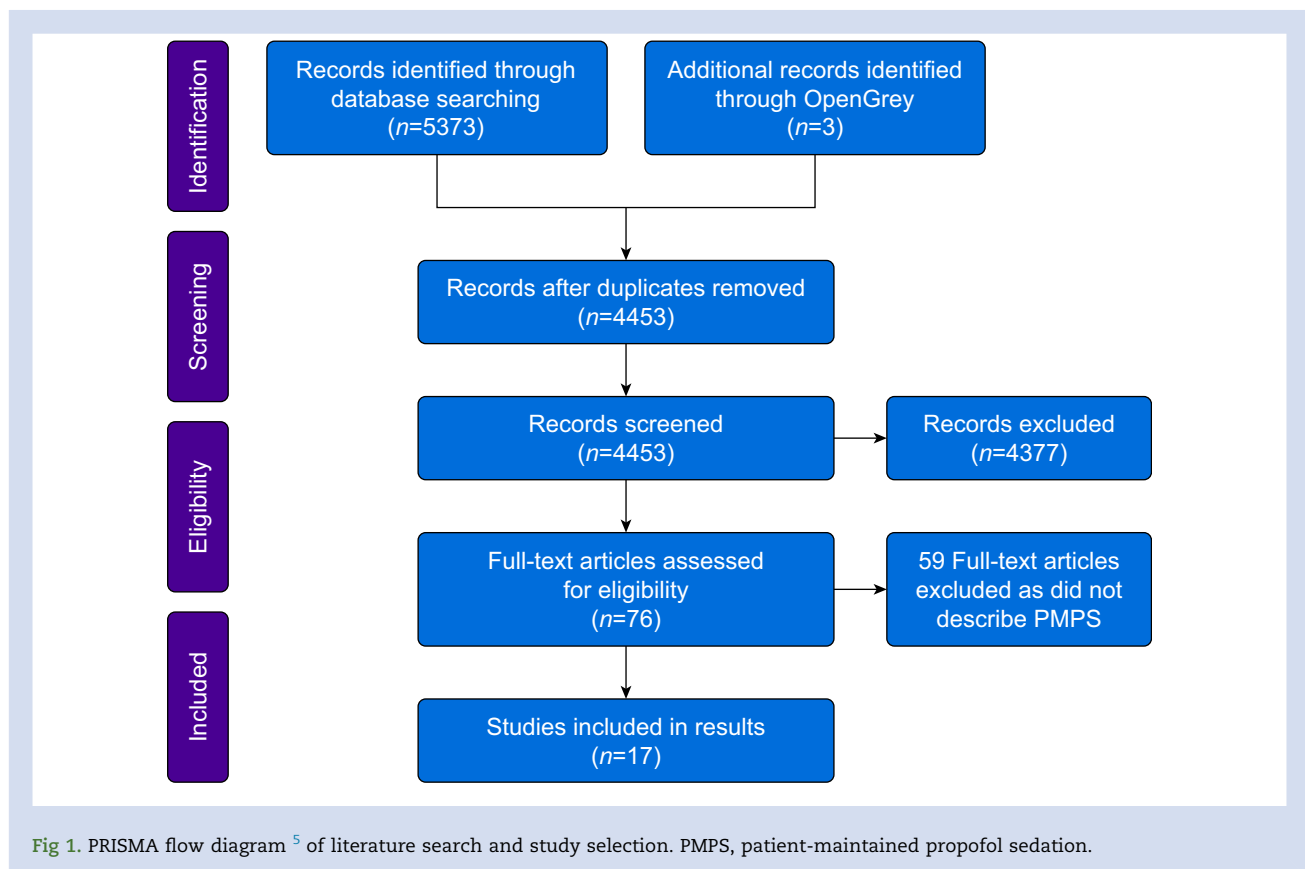 Identification
Records identified through
database searching
(n=5373)
Additional records identified
through OpenGrey
(n=3)
Screening
Records after duplicates removed
(n=4453)
Records screened
(n=4453)
Records excluded
(n=4377)
Eligibility
Full-text articles assessed
for eligibility
(n=76)
59 Full-text articles
excluded as did not
describe PMPS
Included
Studies included in results
(n=17)
Fig 1. PRISMA flow diagram 5 of literature search and study selection. PMPS, patient-maintained propofol sedation.